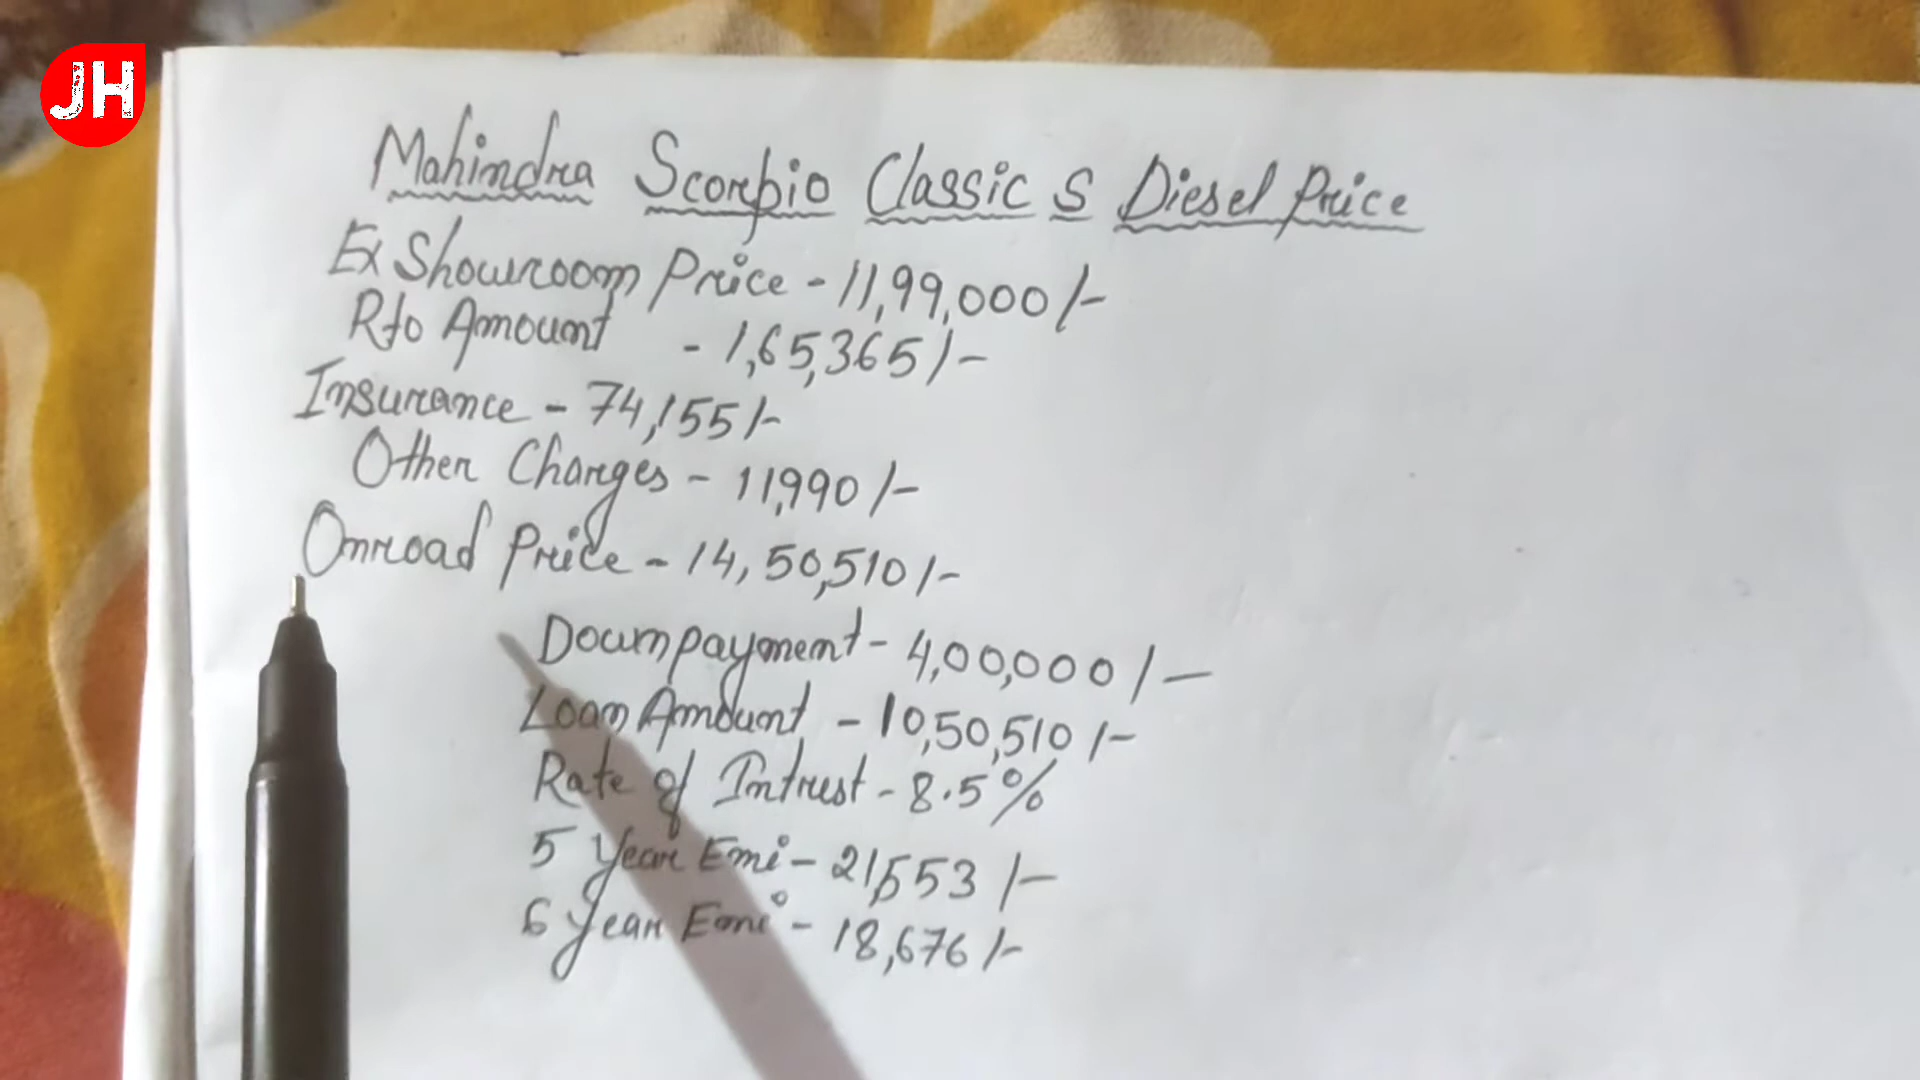 JH
Mahindra Scorpio Classic S Diesel Price
Ex Showroom Price - 11,99,000/-
Rto Amount - 1,65,365/-
Insurance - 74,155/-
Other Charges - 11,990/-
Onroad Price - 14,50,510/-
Downpayment - 4,00,000/-
Loan Amount - 10,50,510/-
Rate of Intrest - 8.5%
5 Year Emi - 21,553/-
6 Year Emi - 18,676/-